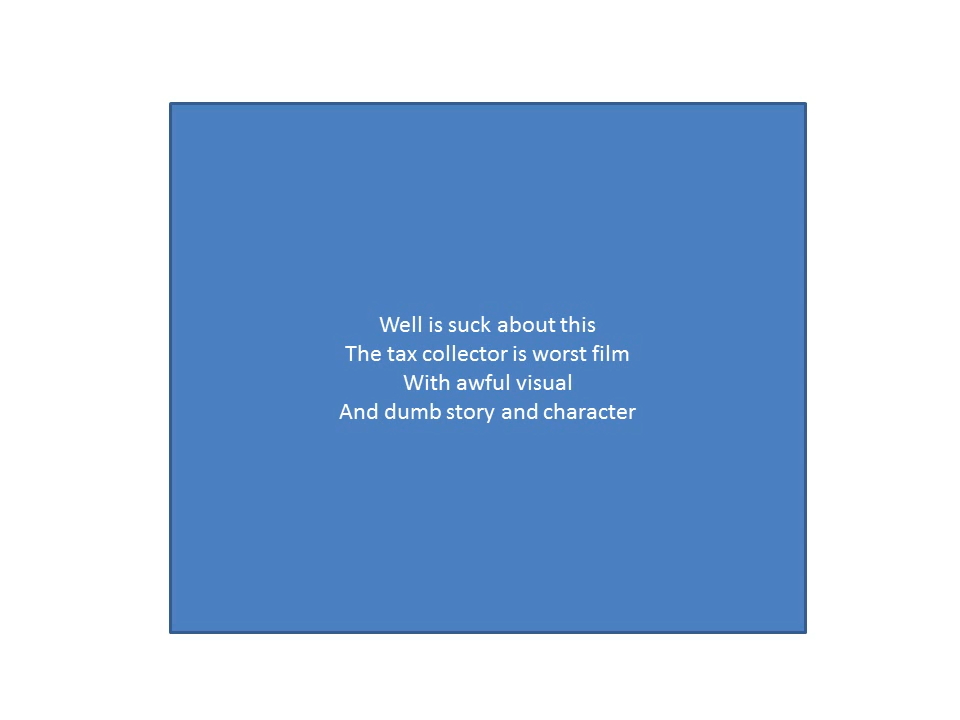 Well is suck about this
The tax collector is worst film
With awful visual
And dumb story and character